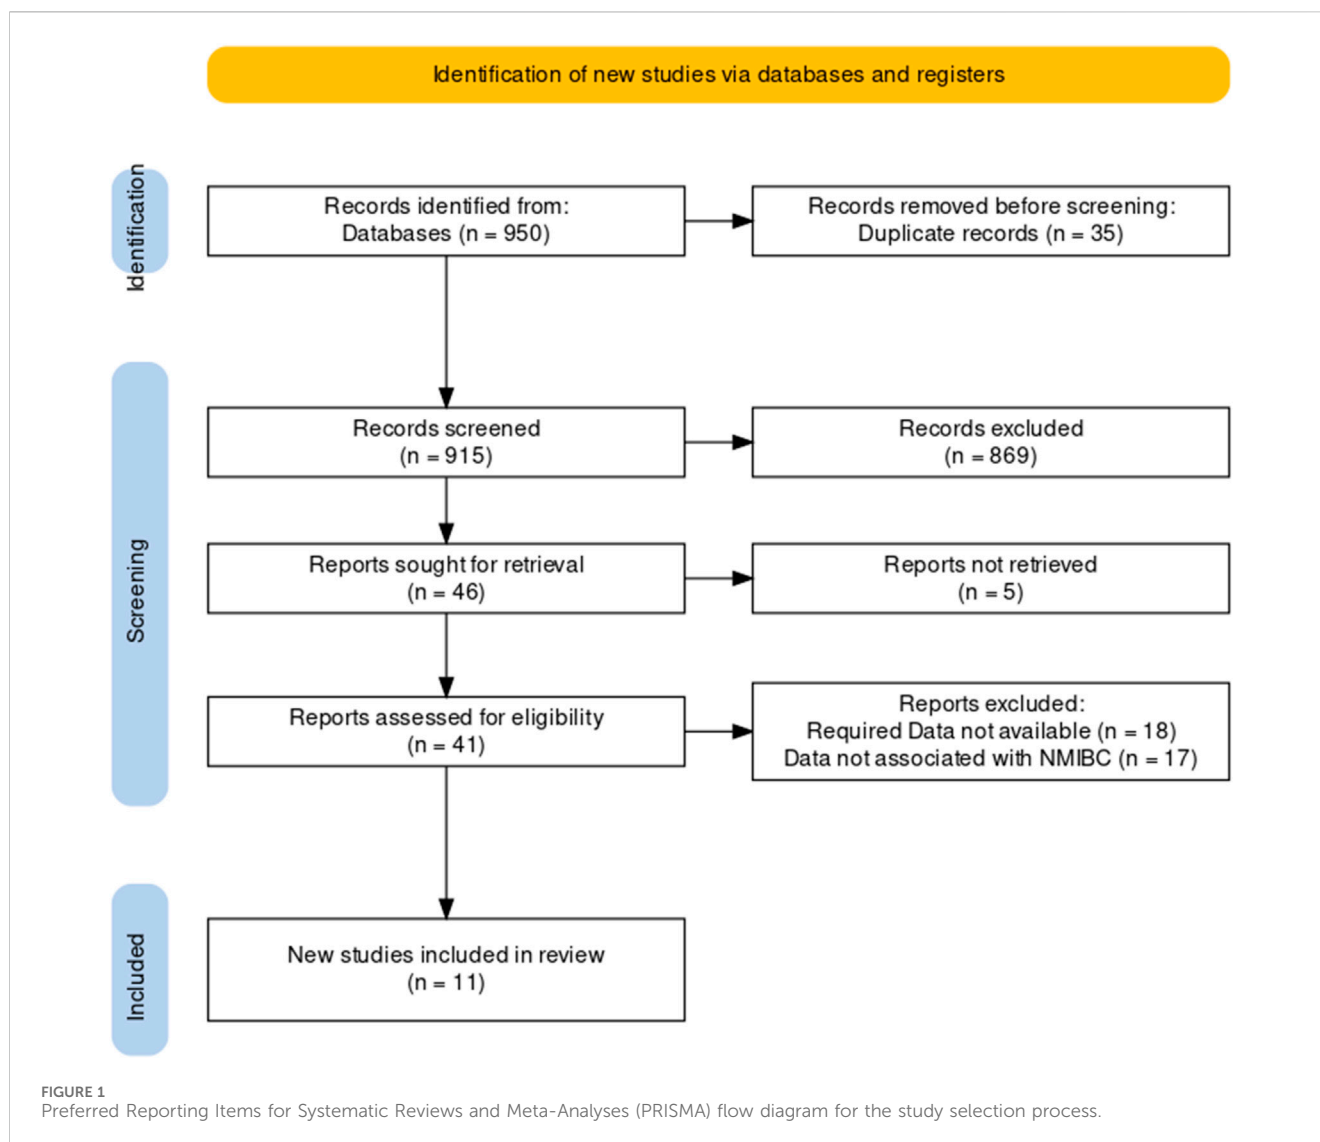 Identification of new studies via databases and registers
Identification
Records identified from:
Databases (n = 950)
Records removed before screening:
Duplicate records (n = 35)
Screening
Records screened
(n = 915)
Records excluded
(n = 869)
Reports sought for retrieval
(n = 46)
Reports not retrieved
(n = 5)
Reports assessed for eligibility
(n = 41)
Reports excluded:
Required Data not available (n = 18)
Data not associated with NMIBC (n = 17)
Included
New studies included in review
(n = 11)
FIGURE 1
Preferred Reporting Items for Systematic Reviews and Meta-Analyses (PRISMA) flow diagram for the study selection process.